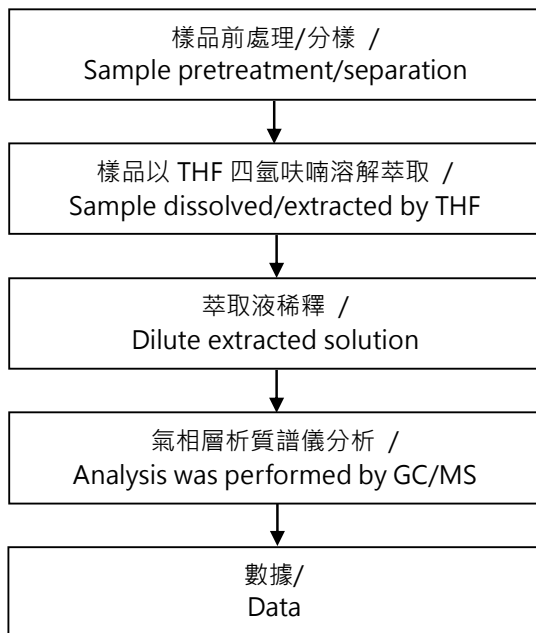 樣品前處理/分樣 /
Sample pretreatment/separation
樣品以 THF 四氫呋喃溶解萃取 /
Sample dissolved/extracted by THF
萃取液稀釋 /
Dilute extracted solution
氣相層析質譜儀分析 /
Analysis was performed by GC/MS
數據/
Data